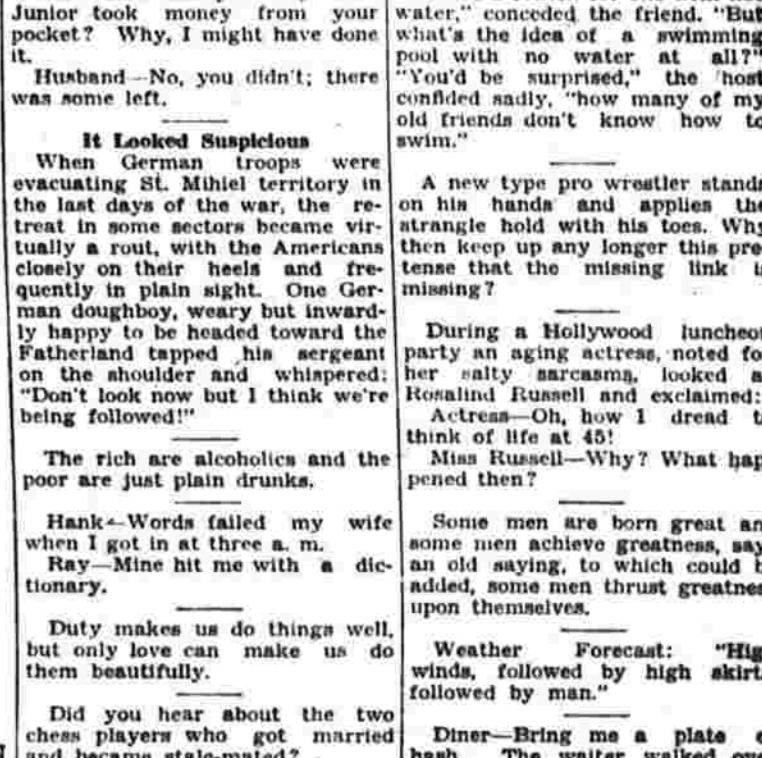 Junior took money from your
pocket? Why, I might have done
it.
Husband—No, you didn't; there
was some left.
It Looked Suspicious
When German troops were
evacuating St. Mihiel territory in
the last days of the war, the re-
treat in some sectors became vir-
tually a rout, with the Americans
closely on their heels and fre-
quently in plain sight. One Ger-
man doughboy, weary but inward-
ly happy to be headed toward the
Fatherland tapped his sergeant
on the shoulder and whispered:
"Don't look now but I think we're
being followed!"
The rich are alcoholics and the
poor are just plain drunks.
Hank—Words failed my wife
when I got in at three a. m.
Ray—Mine hit me with a dic-
tionary.
Duty makes us do things well,
but only love can make us do
them beautifully.
Did you hear about the two
chess players who got married
and became stale-mated?
water," conceded the friend. "But
what's the idea of a swimming
pool with no water at all?"
"You'd be surprised," the host
confided sadly, "how many of my
old friends don't know how to
swim."
A new type pro wrestler stands
on his hands and applies the
strangle hold with his toes. Why
then keep up any longer this pre
tense that the missing link
missing?
During a Hollywood luncheon
party an aging actress, noted fo
her salty sarcasms, looked a
Rosalind Russell and exclaimed:
Actress—Oh, how I dread t
think of life at 45!
Miss Russell—Why? What hap
pened then?
Some men are born great an
some men achieve greatness, say
an old saying, to which could b
added, some men thrust greatnes
upon themselves.
Weather Forecast: "Hig
winds, followed by high skirt
followed by man."
Diner—Bring me a plate
hash. The waiter walked ove